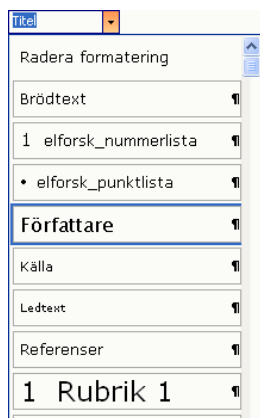 Titel
Radera formatering
Brödtext ¶
1 elforsk_nummerlista ¶
• elforsk_punktlista ¶
Författare ¶
Källa ¶
Ledtext ¶
Referenser ¶
1 Rubrik 1 ¶